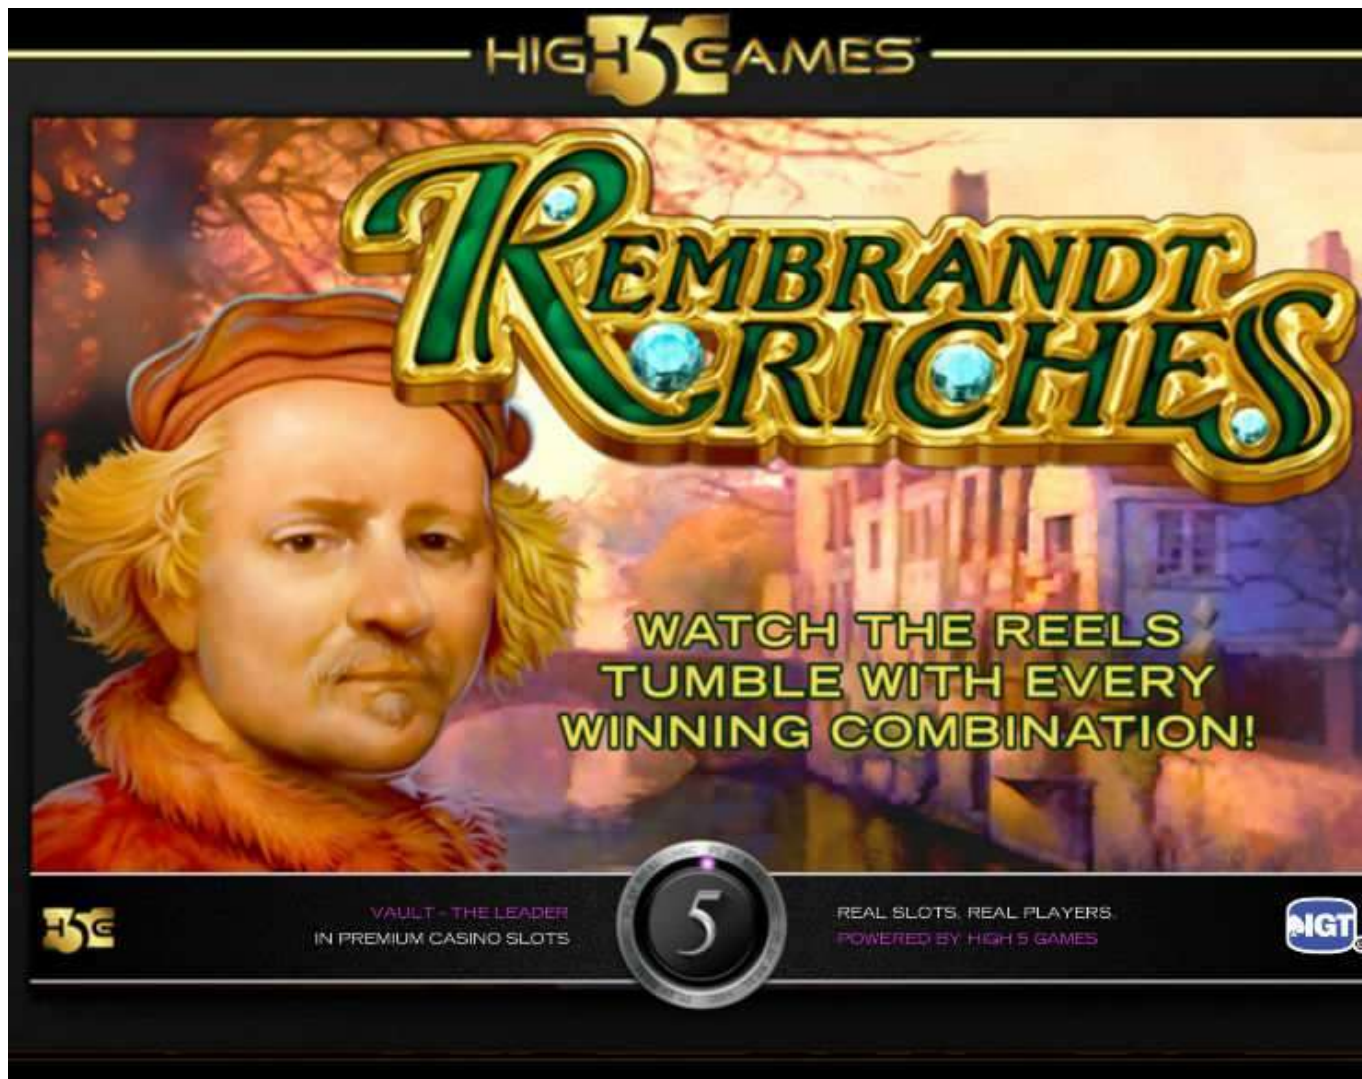 HIGH 5 GAMES
REMBRANDT
RICHES
WATCH THE REELS
TUMBLE WITH EVERY
WINNING COMBINATION!
H5G
VAULT - THE LEADER
IN PREMIUM CASINO SLOTS
5
REAL SLOTS. REAL PLAYERS.
POWERED BY HIGH 5 GAMES
IGT